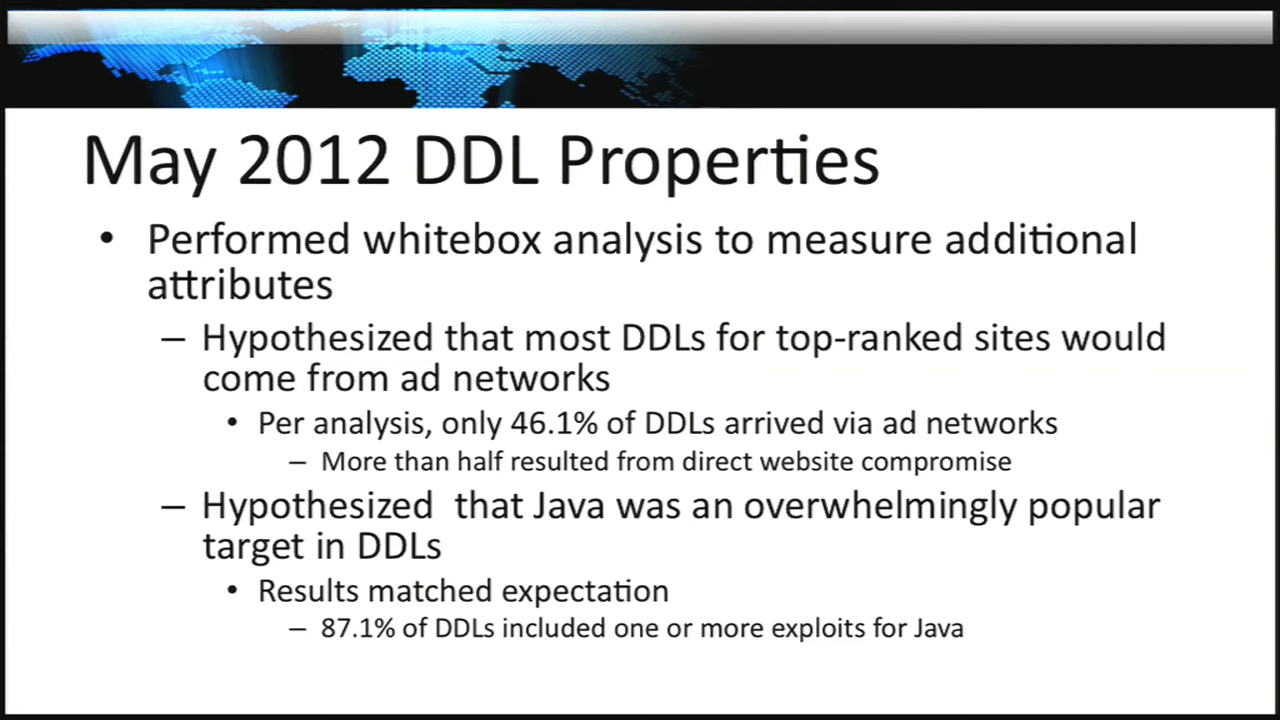 May 2012 DDL Properties
• Performed whitebox analysis to measure additional
attributes
– Hypothesized that most DDLs for top-ranked sites would
come from ad networks
• Per analysis, only 46.1% of DDLs arrived via ad networks
– More than half resulted from direct website compromise
– Hypothesized  that Java was an overwhelmingly popular
target in DDLs
• Results matched expectation
– 87.1% of DDLs included one or more exploits for Java